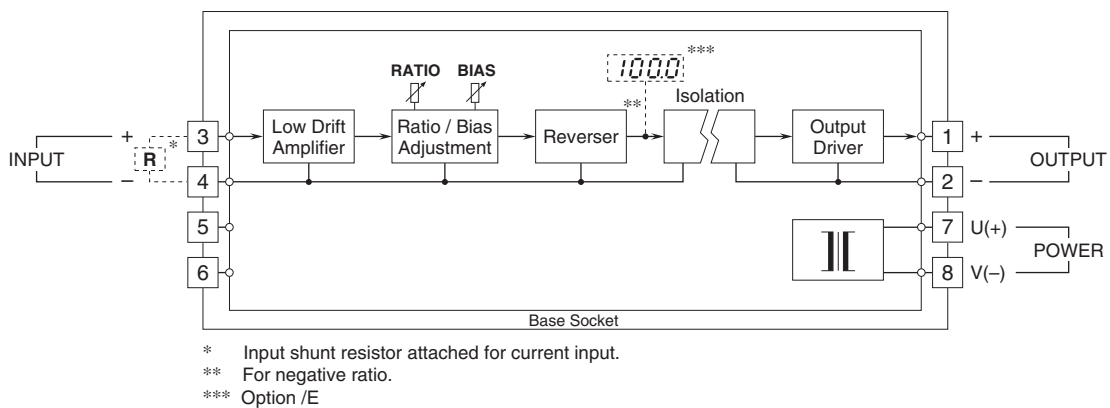 100.0 ***
RATIO BIAS
** Isolation
Low Drift
Amplifier
Ratio / Bias
Adjustment
Reverser
Output
Driver
INPUT
+
R
*
–
3
4
5
6
1 +
2 –
OUTPUT
7 U(+)
8 V(–)
POWER
Base Socket
* Input shunt resistor attached for current input.
** For negative ratio.
*** Option /E